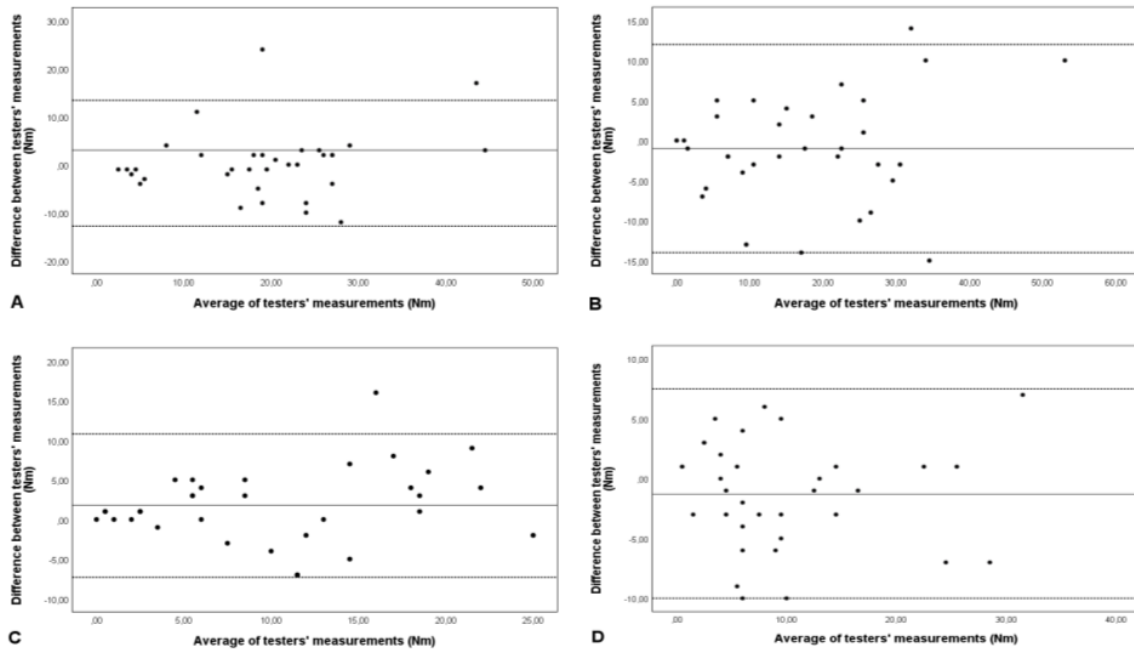 Difference between testers' measurements
(Nm)
30,00
20,00
10,00
,00
-10,00
-20,00
,00 10,00 20,00 30,00 40,00 50,00
A Average of testers' measurements (Nm)
Difference between testers' measurements
(Nm)
15,00
10,00
5,00
,00
-5,00
-10,00
-15,00
,00 10,00 20,00 30,00 40,00 50,00 60,00
B Average of testers' measurements (Nm)
Difference between testers' measurements
(Nm)
20,00
15,00
10,00
5,00
,00
-5,00
-10,00
,00 5,00 10,00 15,00 20,00 25,00
C Average of testers' measurements (Nm)
Difference between testers' measurements
(Nm)
10,00
5,00
,00
-5,00
-10,00
,00 10,00 20,00 30,00 40,00
D Average of testers' measurements (Nm)